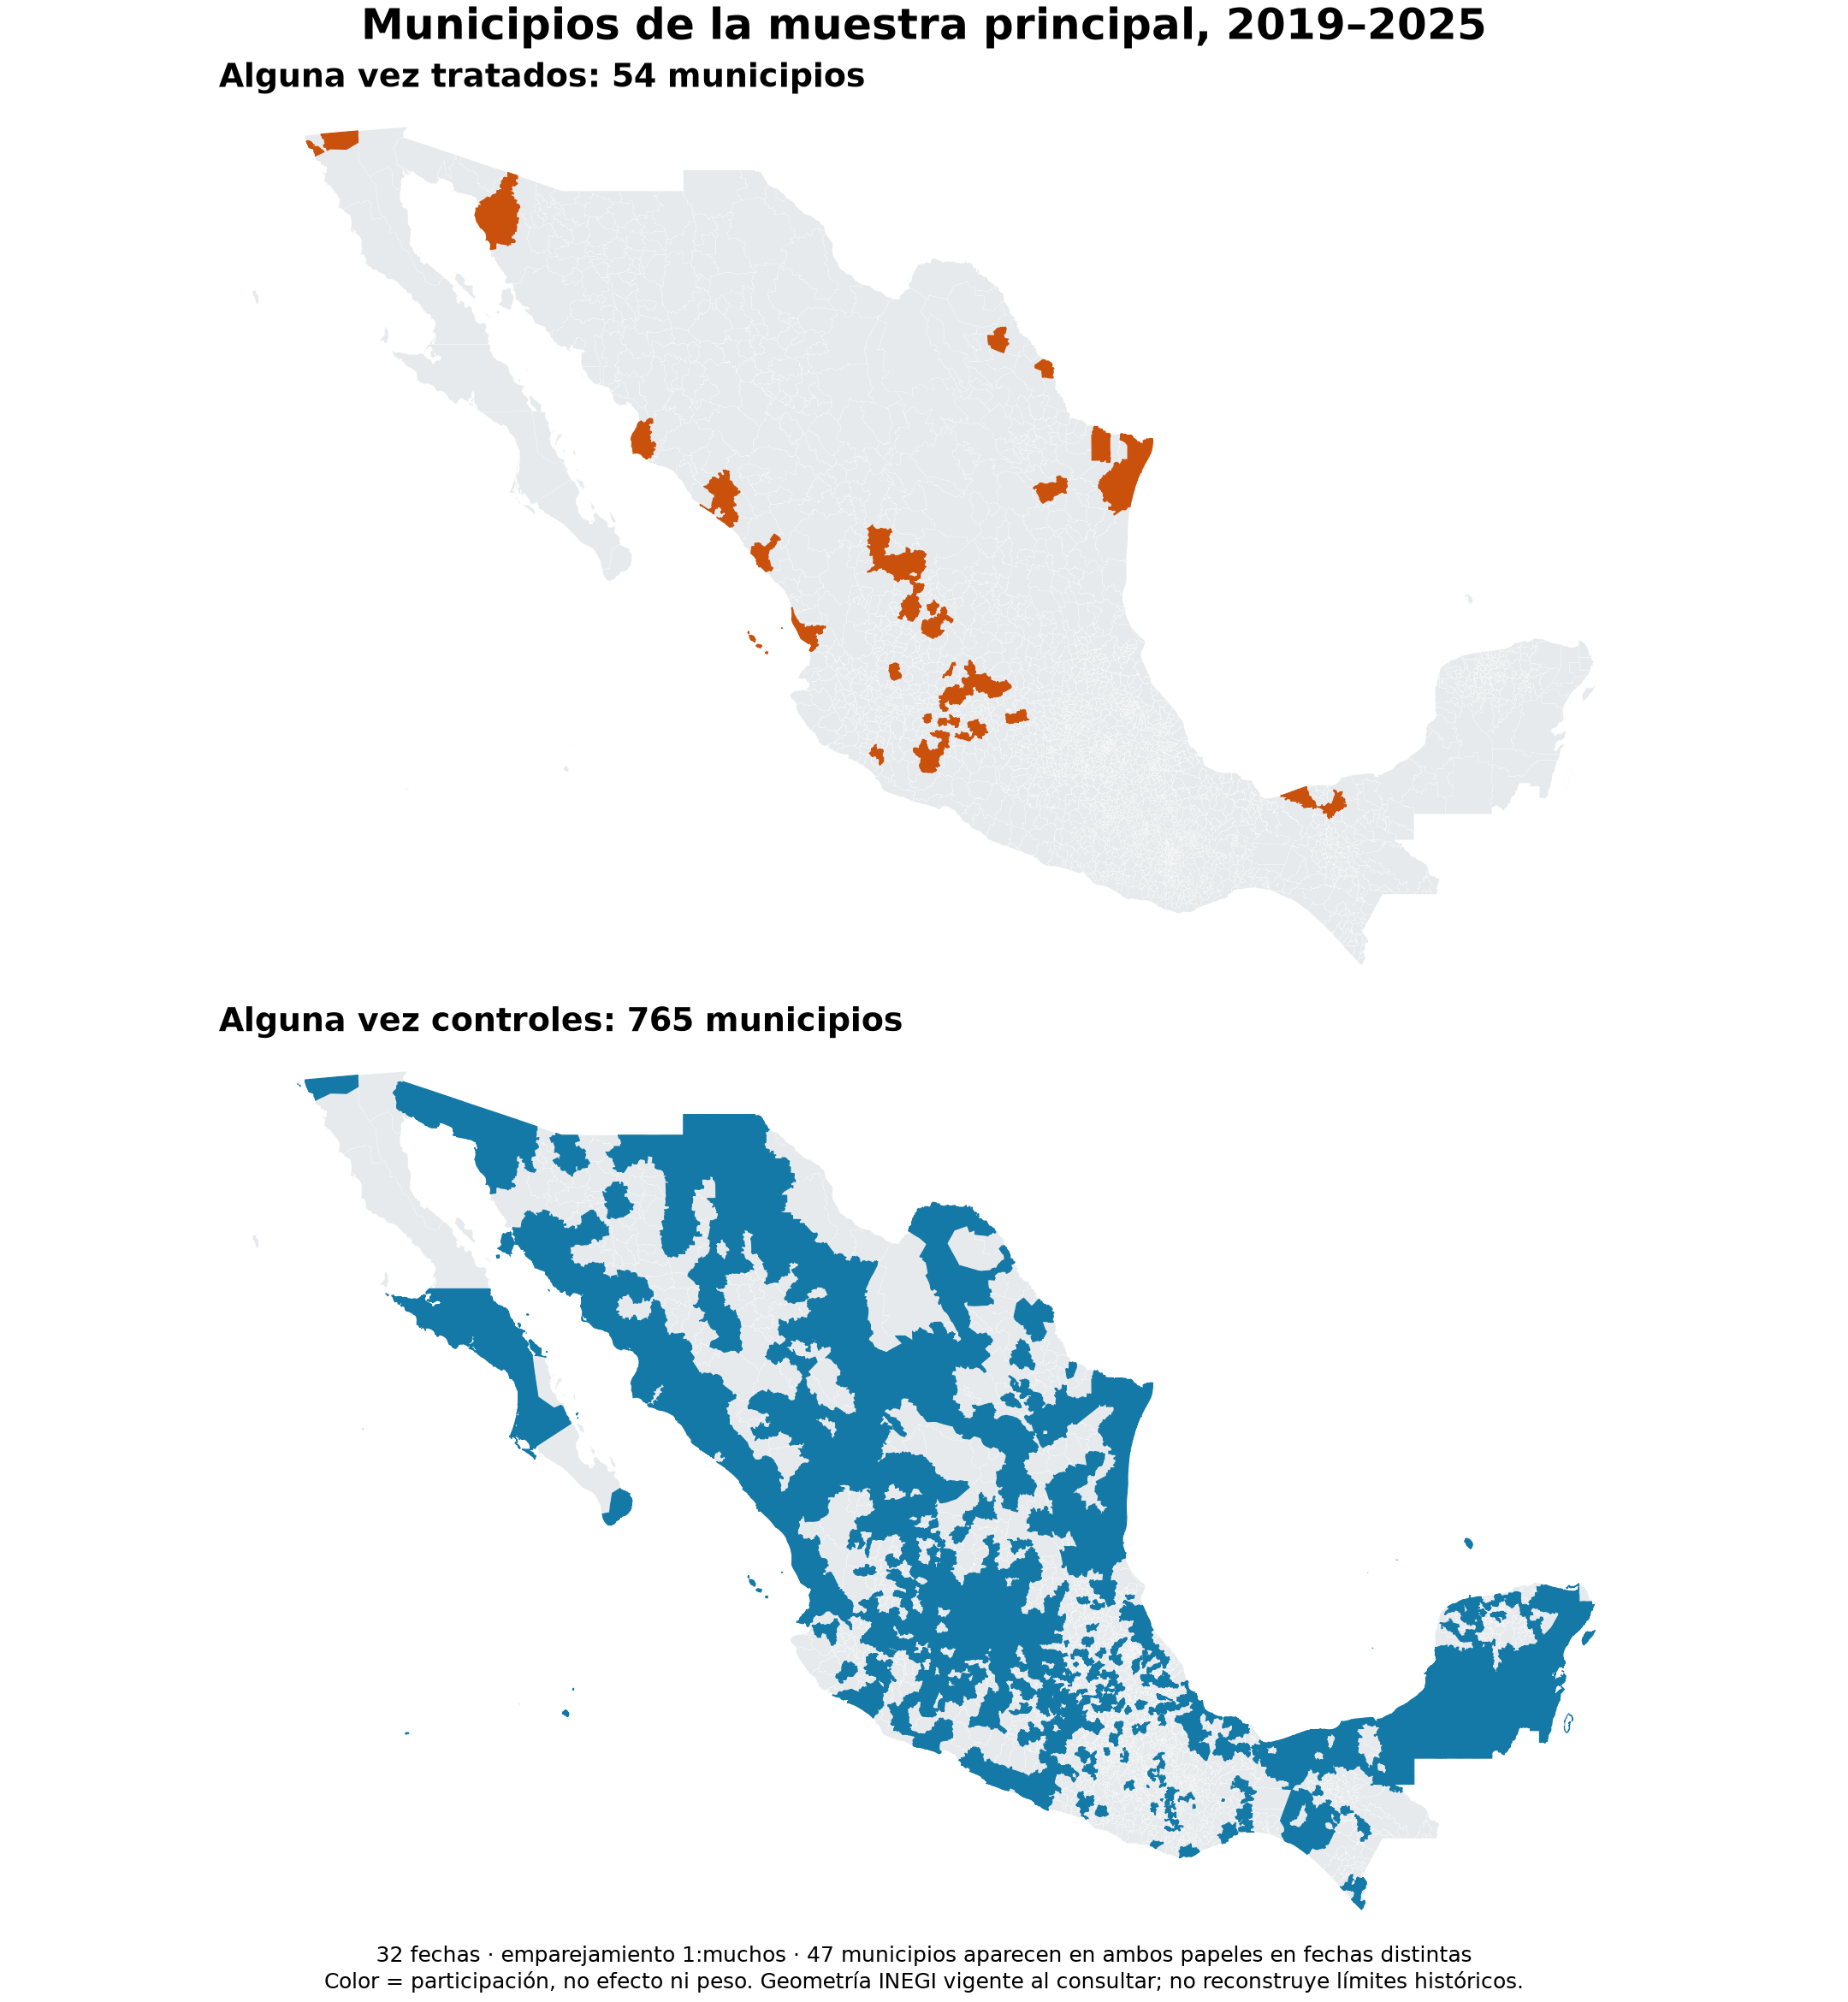 Municipios de la muestra principal, 2019–2025
Alguna vez tratados: 54 municipios
Alguna vez controles: 765 municipios
32 fechas · emparejamiento 1:muchos · 47 municipios aparecen en ambos papeles en fechas distintas
Color = participación, no efecto ni peso. Geometría INEGI vigente al consultar; no reconstruye límites históricos.